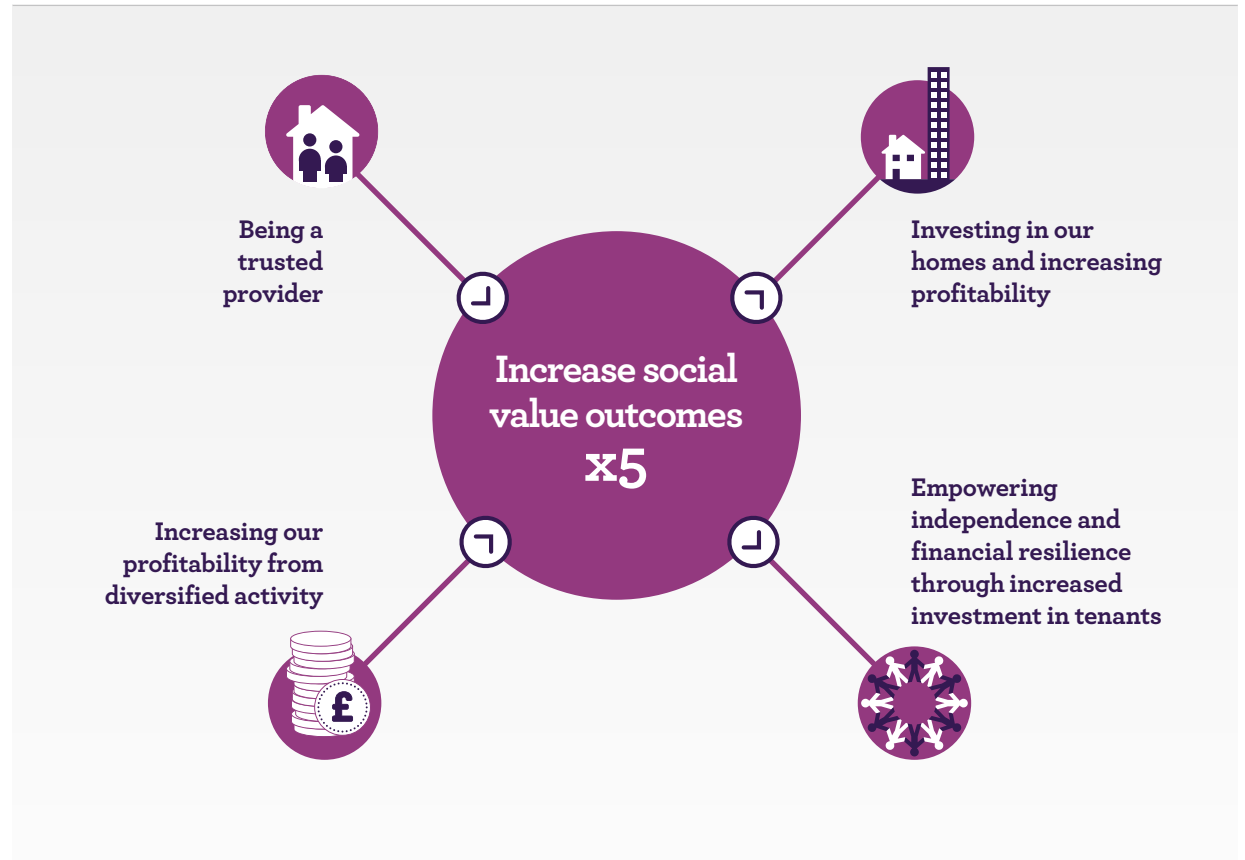 Being a
trusted
provider
Investing in our
homes and increasing
profitability
Increase social
value outcomes
x5
Increasing our
profitability from
diversified activity
£
Empowering
independence and
financial resilience
through increased
investment in tenants